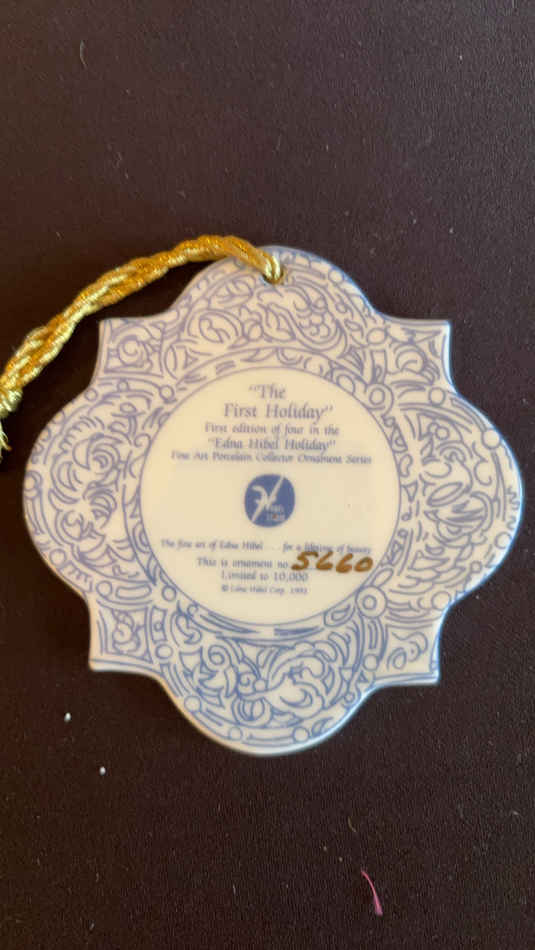 "The
First Holiday"
First edition of four in the
"Edna Hibel Holiday"
Fine Art Porcelain Collector Ornament Series
The fine art of Edna Hibel . . . for a lifetime of beauty
This is ornament no. 5660
Limited to 10,000
© Edna Hibel Corp. 1991